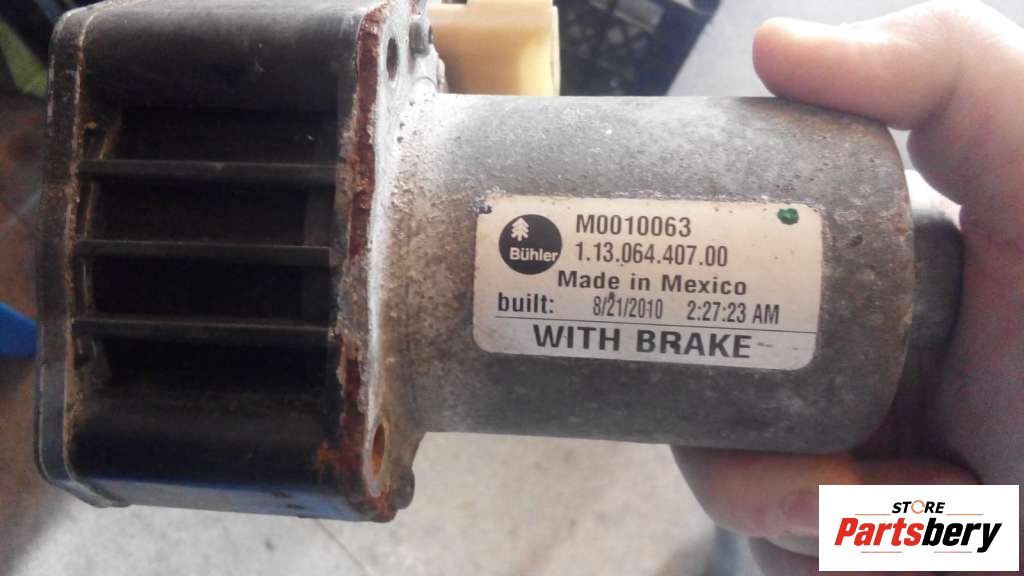 Bühler
M0010063
1.13.064.407.00
Made in Mexico
built: 8/21/2010 2:27:23 AM
WITH BRAKE
STORE
Partsbery